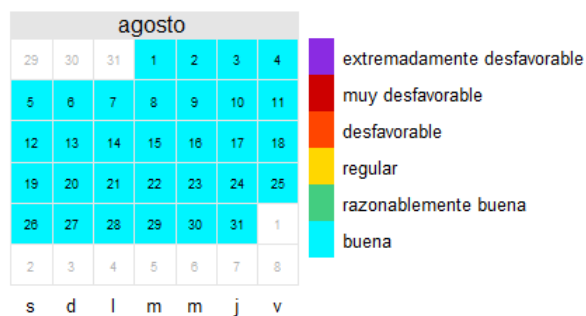 agosto
29 30 31 1 2 3 4
5 6 7 8 9 10 11
12 13 14 15 16 17 18
19 20 21 22 23 24 25
26 27 28 29 30 31 1
2 3 4 5 6 7 8
s d l m m j v
extremadamente desfavorable
muy desfavorable
desfavorable
regular
razonablemente buena
buena